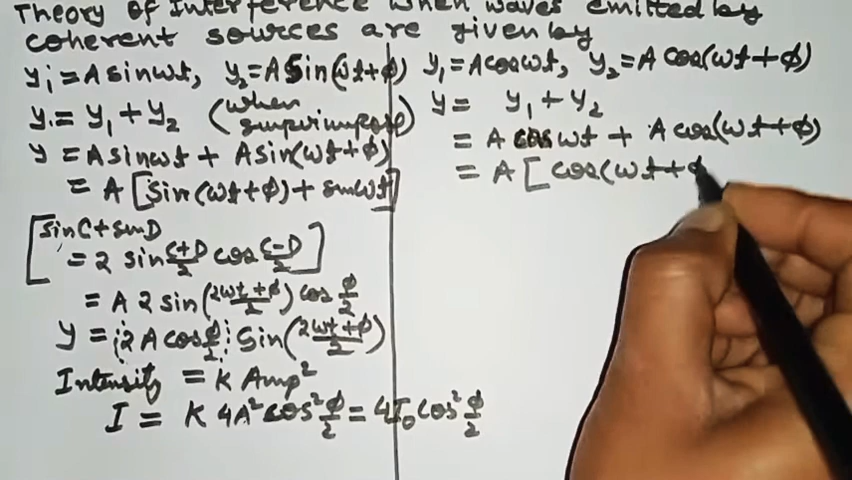 Theory of Interference when waves emitted by
coherent sources are given by
y₁ = A sinωt, y₂ = A sin(ωt+ϕ)
y = y₁ + y₂ (when superimpose)
y = A sinωt + A sin(ωt+ϕ)
= A [sin(ωt+ϕ) + sinωt]
[sinC + sinD
= 2 sin (C+D)/2 cos (C-D)/2]
= A 2 sin((2ωt+ϕ)/2) cos ϕ/2
y = {2A cos ϕ/2} sin((2ωt+ϕ)/2)
Intensity = K Amp²
I = K 4A² cos² ϕ/2 = 4I₀ cos² ϕ/2
y₁ = A cosωt, y₂ = A cos(ωt+ϕ)
y = y₁ + y₂
= A cos ωt + A cos(ωt+ϕ)
= A [cos(ωt+ϕ